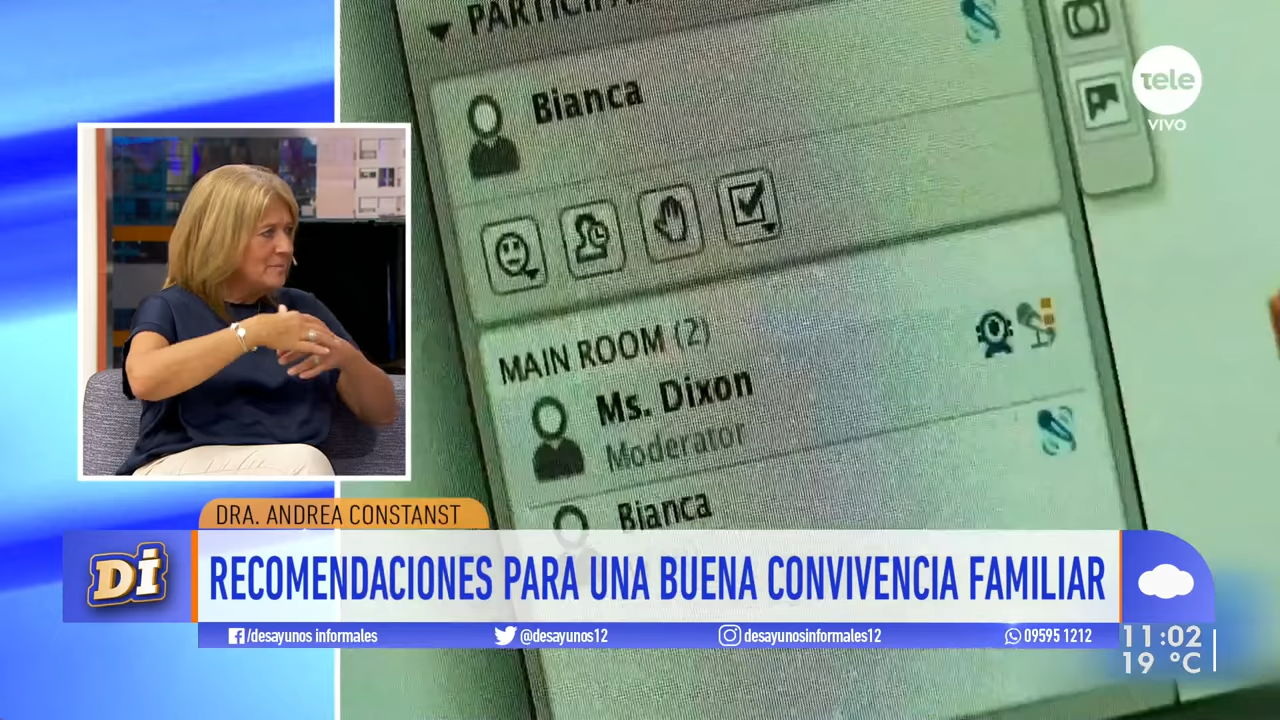 Bianca
MAIN ROOM (2)
Ms. Dixon
Moderator
Bianca
tele
VIVO
DRA. ANDREA CONSTANST
Di
RECOMENDACIONES PARA UNA BUENA CONVIVENCIA FAMILIAR
/desayunos informales
@desayunos12
desayunosinformales12
09595 1212
11:02
19 °C